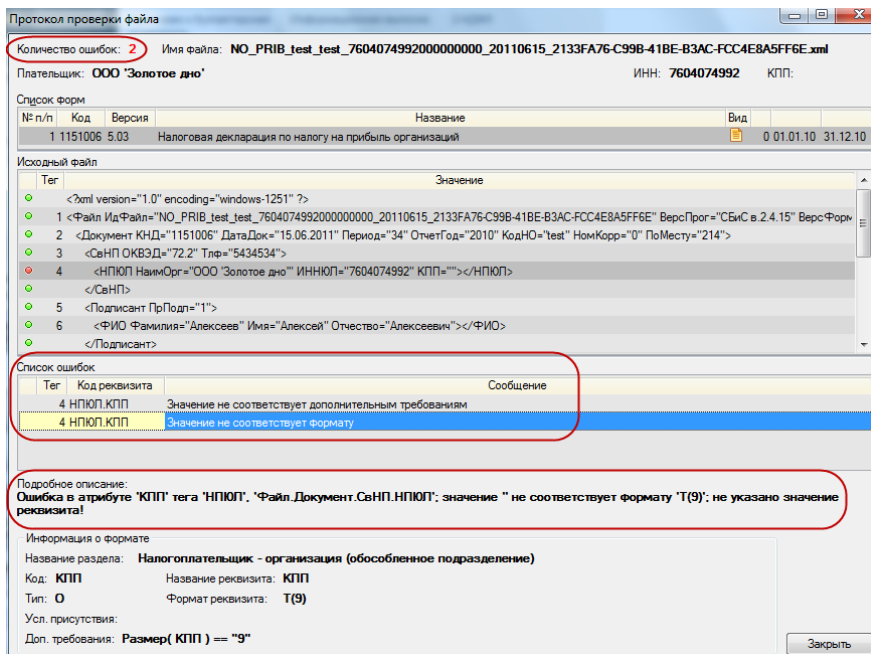 Протокол проверки файла
Количество ошибок: 2 Имя файла: NO_PRIB_test_test_7604074992000000000_20110615_2133FA76-C99B-41BE-B3AC-FCC4E8A5FF6E.xml
Плательщик: ООО 'Золотое дно' ИНН: 7604074992 КПП:
Список форм
№ п/п Код Версия Название Вид
1 1151006 5.03 Налоговая декларация по налогу на прибыль организаций 0 01.01.10 31.12.10
Исходный файл
Тег Значение
<?xml version="1.0" encoding="windows-1251" ?>
1 <Файл ИдФайл="NO_PRIB_test_test_7604074992000000000_20110615_2133FA76-C99B-41BE-B3AC-FCC4E8A5FF6E" ВерсПрог="СБиС в.2.4.15" ВерсФорм
2 <Документ КНД="1151006" ДатаДок="15.06.2011" Период="34" ОтчетГод="2010" КодНО="test" НомКорр="0" ПоМесту="214">
3 <СвНП ОКВЭД="72.2" Тлф="5434534">
4 <НПЮЛ НаимОрг="ООО 'Золотое дно'" ИННЮЛ="7604074992" КПП=""></НПЮЛ>
</СвНП>
5 <Подписант ПрПодп="1">
6 <ФИО Фамилия="Алексеев" Имя="Алексей" Отчество="Алексеевич"></ФИО>
</Подписант>
Список ошибок
Тег Код реквизита Сообщение
4 НПЮЛ.КПП Значение не соответствует дополнительным требованиям
4 НПЮЛ.КПП Значение не соответствует формату
Подробное описание:
Ошибка в атрибуте 'КПП' тега 'НПЮЛ', 'Файл.Документ.СвНП.НПЮЛ'; значение '' не соответствует формату 'Т(9)'; не указано значение
реквизита!
Информация о формате
Название раздела: Налогоплательщик - организация (обособленное подразделение)
Код: КПП Название реквизита: КПП
Тип: О Формат реквизита: Т(9)
Усл. присутствия:
Доп. требования: Размер( КПП ) == "9"
Закрыть